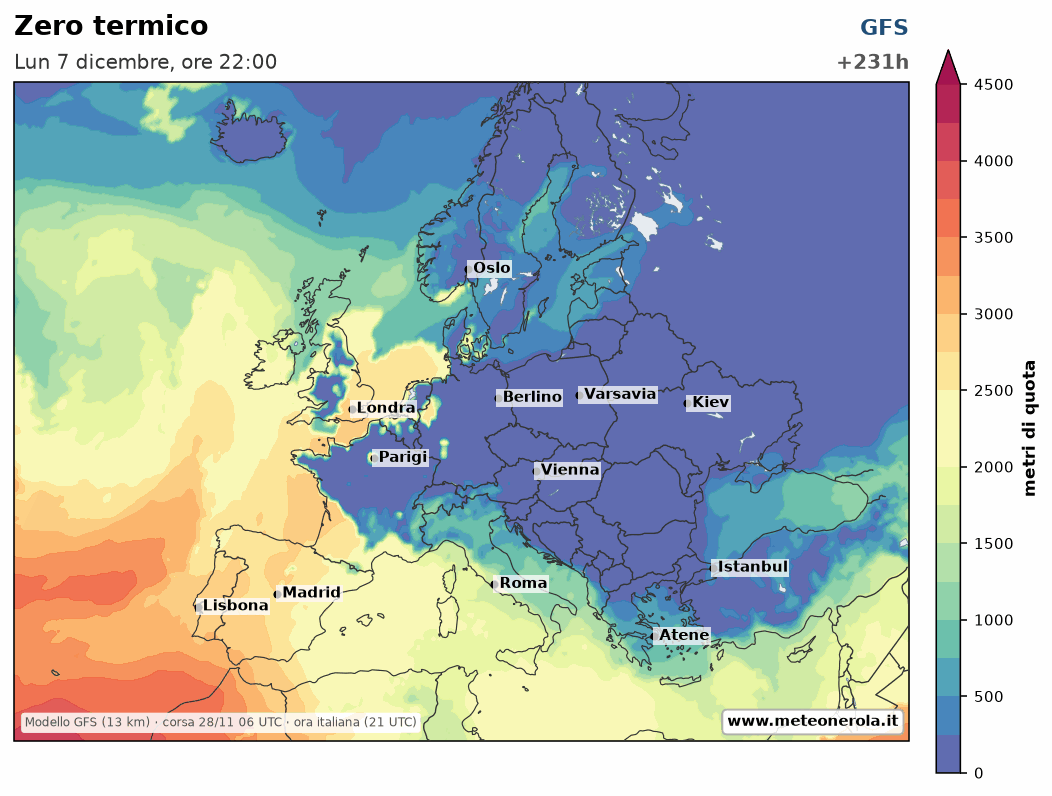 Zero termico
GFS
Lun 7 dicembre, ore 22:00
+231h
Oslo
Berlino
Varsavia
Kiev
Londra
Parigi
Vienna
Istanbul
Roma
Madrid
Lisbona
Atene
Modello GFS (13 km) · corsa 28/11 06 UTC · ora italiana (21 UTC)
www.meteonerola.it
4500
4000
3500
3000
2500
2000
1500
1000
500
0
metri di quota